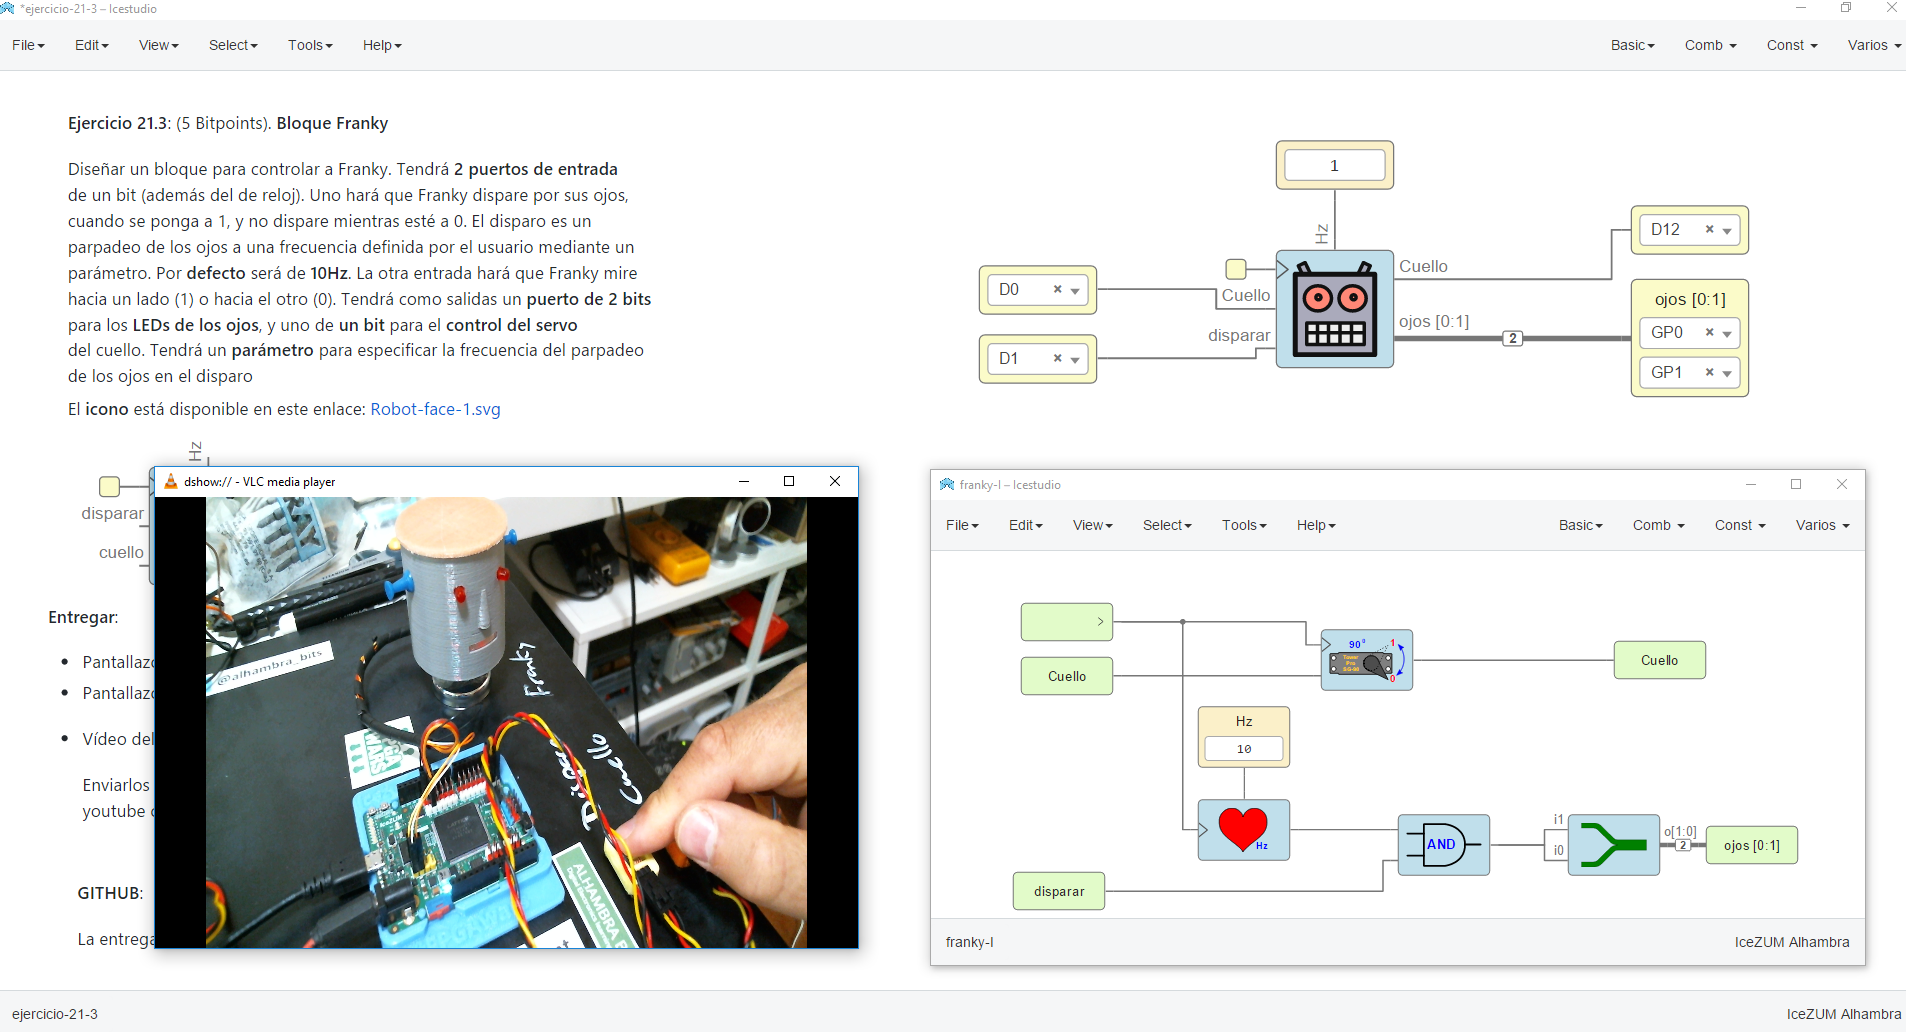 *ejercicio-21-3 – Icestudio
File Edit View Select Tools Help
Basic Comb Const Varios
Ejercicio 21.3: (5 Bitpoints). Bloque Franky
Diseñar un bloque para controlar a Franky. Tendrá 2 puertos de entrada
de un bit (además del de reloj). Uno hará que Franky dispare por sus ojos,
cuando se ponga a 1, y no dispare mientras esté a 0. El disparo es un
parpadeo de los ojos a una frecuencia definida por el usuario mediante un
parámetro. Por defecto será de 10Hz. La otra entrada hará que Franky mire
hacia un lado (1) o hacia el otro (0). Tendrá como salidas un puerto de 2 bits
para los LEDs de los ojos, y uno de un bit para el control del servo
del cuello. Tendrá un parámetro para especificar la frecuencia del parpadeo
de los ojos en el disparo
El icono está disponible en este enlace: Robot-face-1.svg
Hz
disparar
cuello
Entregar:
Pantallazo
Pantallazo
Vídeo del
Enviarlos
youtube
GITHUB:
La entrega
1
Hz
D0
D1
Cuello
disparar
Cuello
ojos [0:1]
2
D12
ojos [0:1]
GP0
GP1
dshow:// - VLC media player
@alhambra_bits
Franky
Cuello
IceZUM
ALHAMBRA
franky-I – Icestudio
File Edit View Select Tools Help
Basic Comb Const Varios
Cuello
90º
1
Tower
Pro
SG-90
0
Cuello
Hz
10
Hz
AND
i1
i0
o[1:0]
2
ojos [0:1]
disparar
franky-I
IceZUM Alhambra
ejercicio-21-3
IceZUM Alhambra